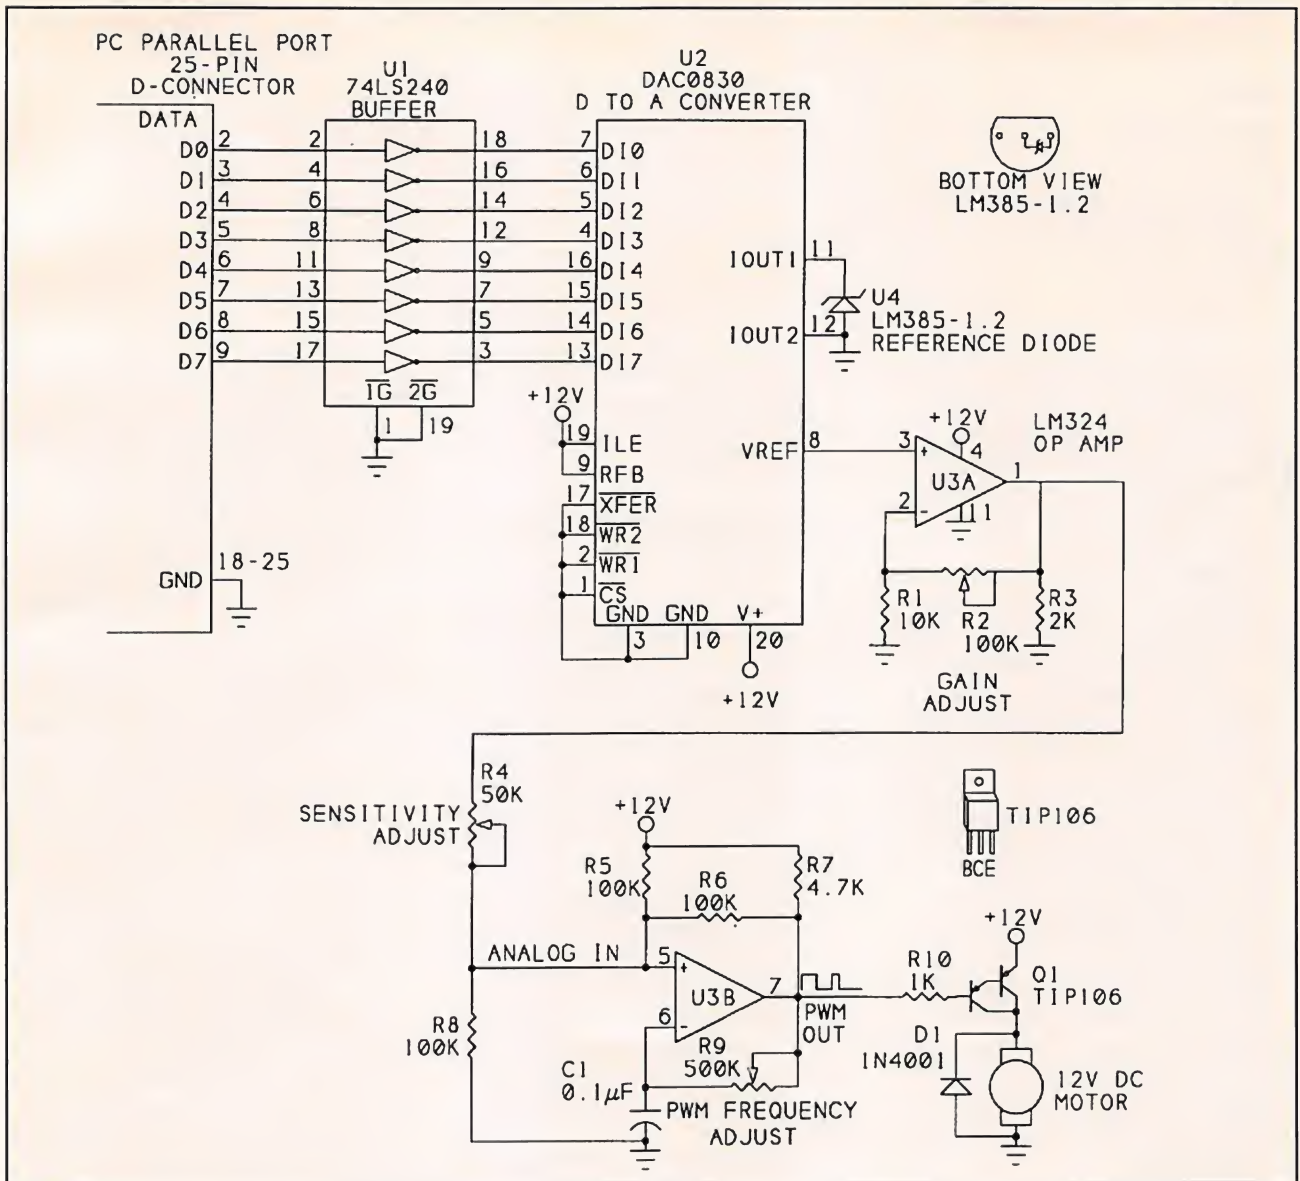 PC PARALLEL PORT
25-PIN
D-CONNECTOR
DATA
D0 2
D1 3
D2 4
D3 5
D4 6
D5 7
D6 8
D7 9
GND 18-25
U1
74LS240
BUFFER
2 18
4 16
6 14
8 12
11 9
13 7
15 5
17 3
1G 2G
1 19
U2
DAC0830
D TO A CONVERTER
7 DI0
6 DI1
5 DI2
4 DI3
16 DI4
15 DI5
14 DI6
13 DI7
+12V
19 ILE
9 RFB
17 XFER
18 WR2
2 WR1
1 CS
GND GND V+
3 10 20
+12V
IOUT1 11
IOUT2 12
VREF 8
BOTTOM VIEW
LM385-1.2
U4
LM385-1.2
REFERENCE DIODE
+12V
LM324
OP AMP
3 + 4
U3A 1
2 - 11
R1
10K
R2
100K
R3
2K
GAIN
ADJUST
R4
50K
SENSITIVITY
ADJUST
+12V
R5
100K
R6
100K
R7
4.7K
ANALOG IN
5 +
U3B 7
6 -
PWM
OUT
R8
100K
R9
500K
C1
0.1μF
PWM FREQUENCY
ADJUST
TIP106
BCE
+12V
R10
1K
Q1
TIP106
D1
1N4001
12V DC
MOTOR